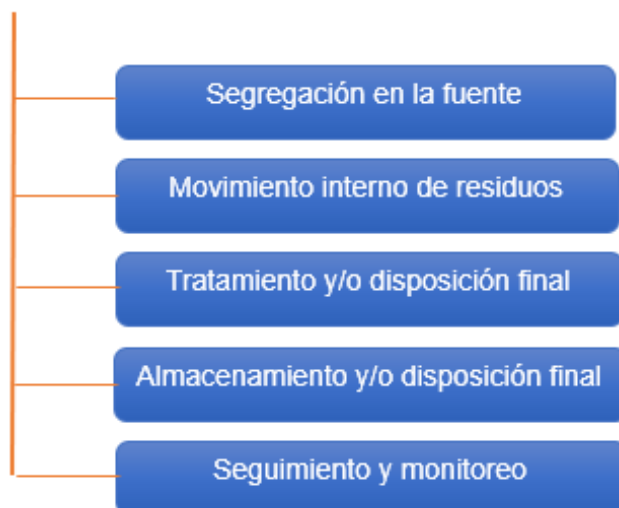 Segregación en la fuente
Movimiento interno de residuos
Tratamiento y/o disposición final
Almacenamiento y/o disposición final
Seguimiento y monitoreo